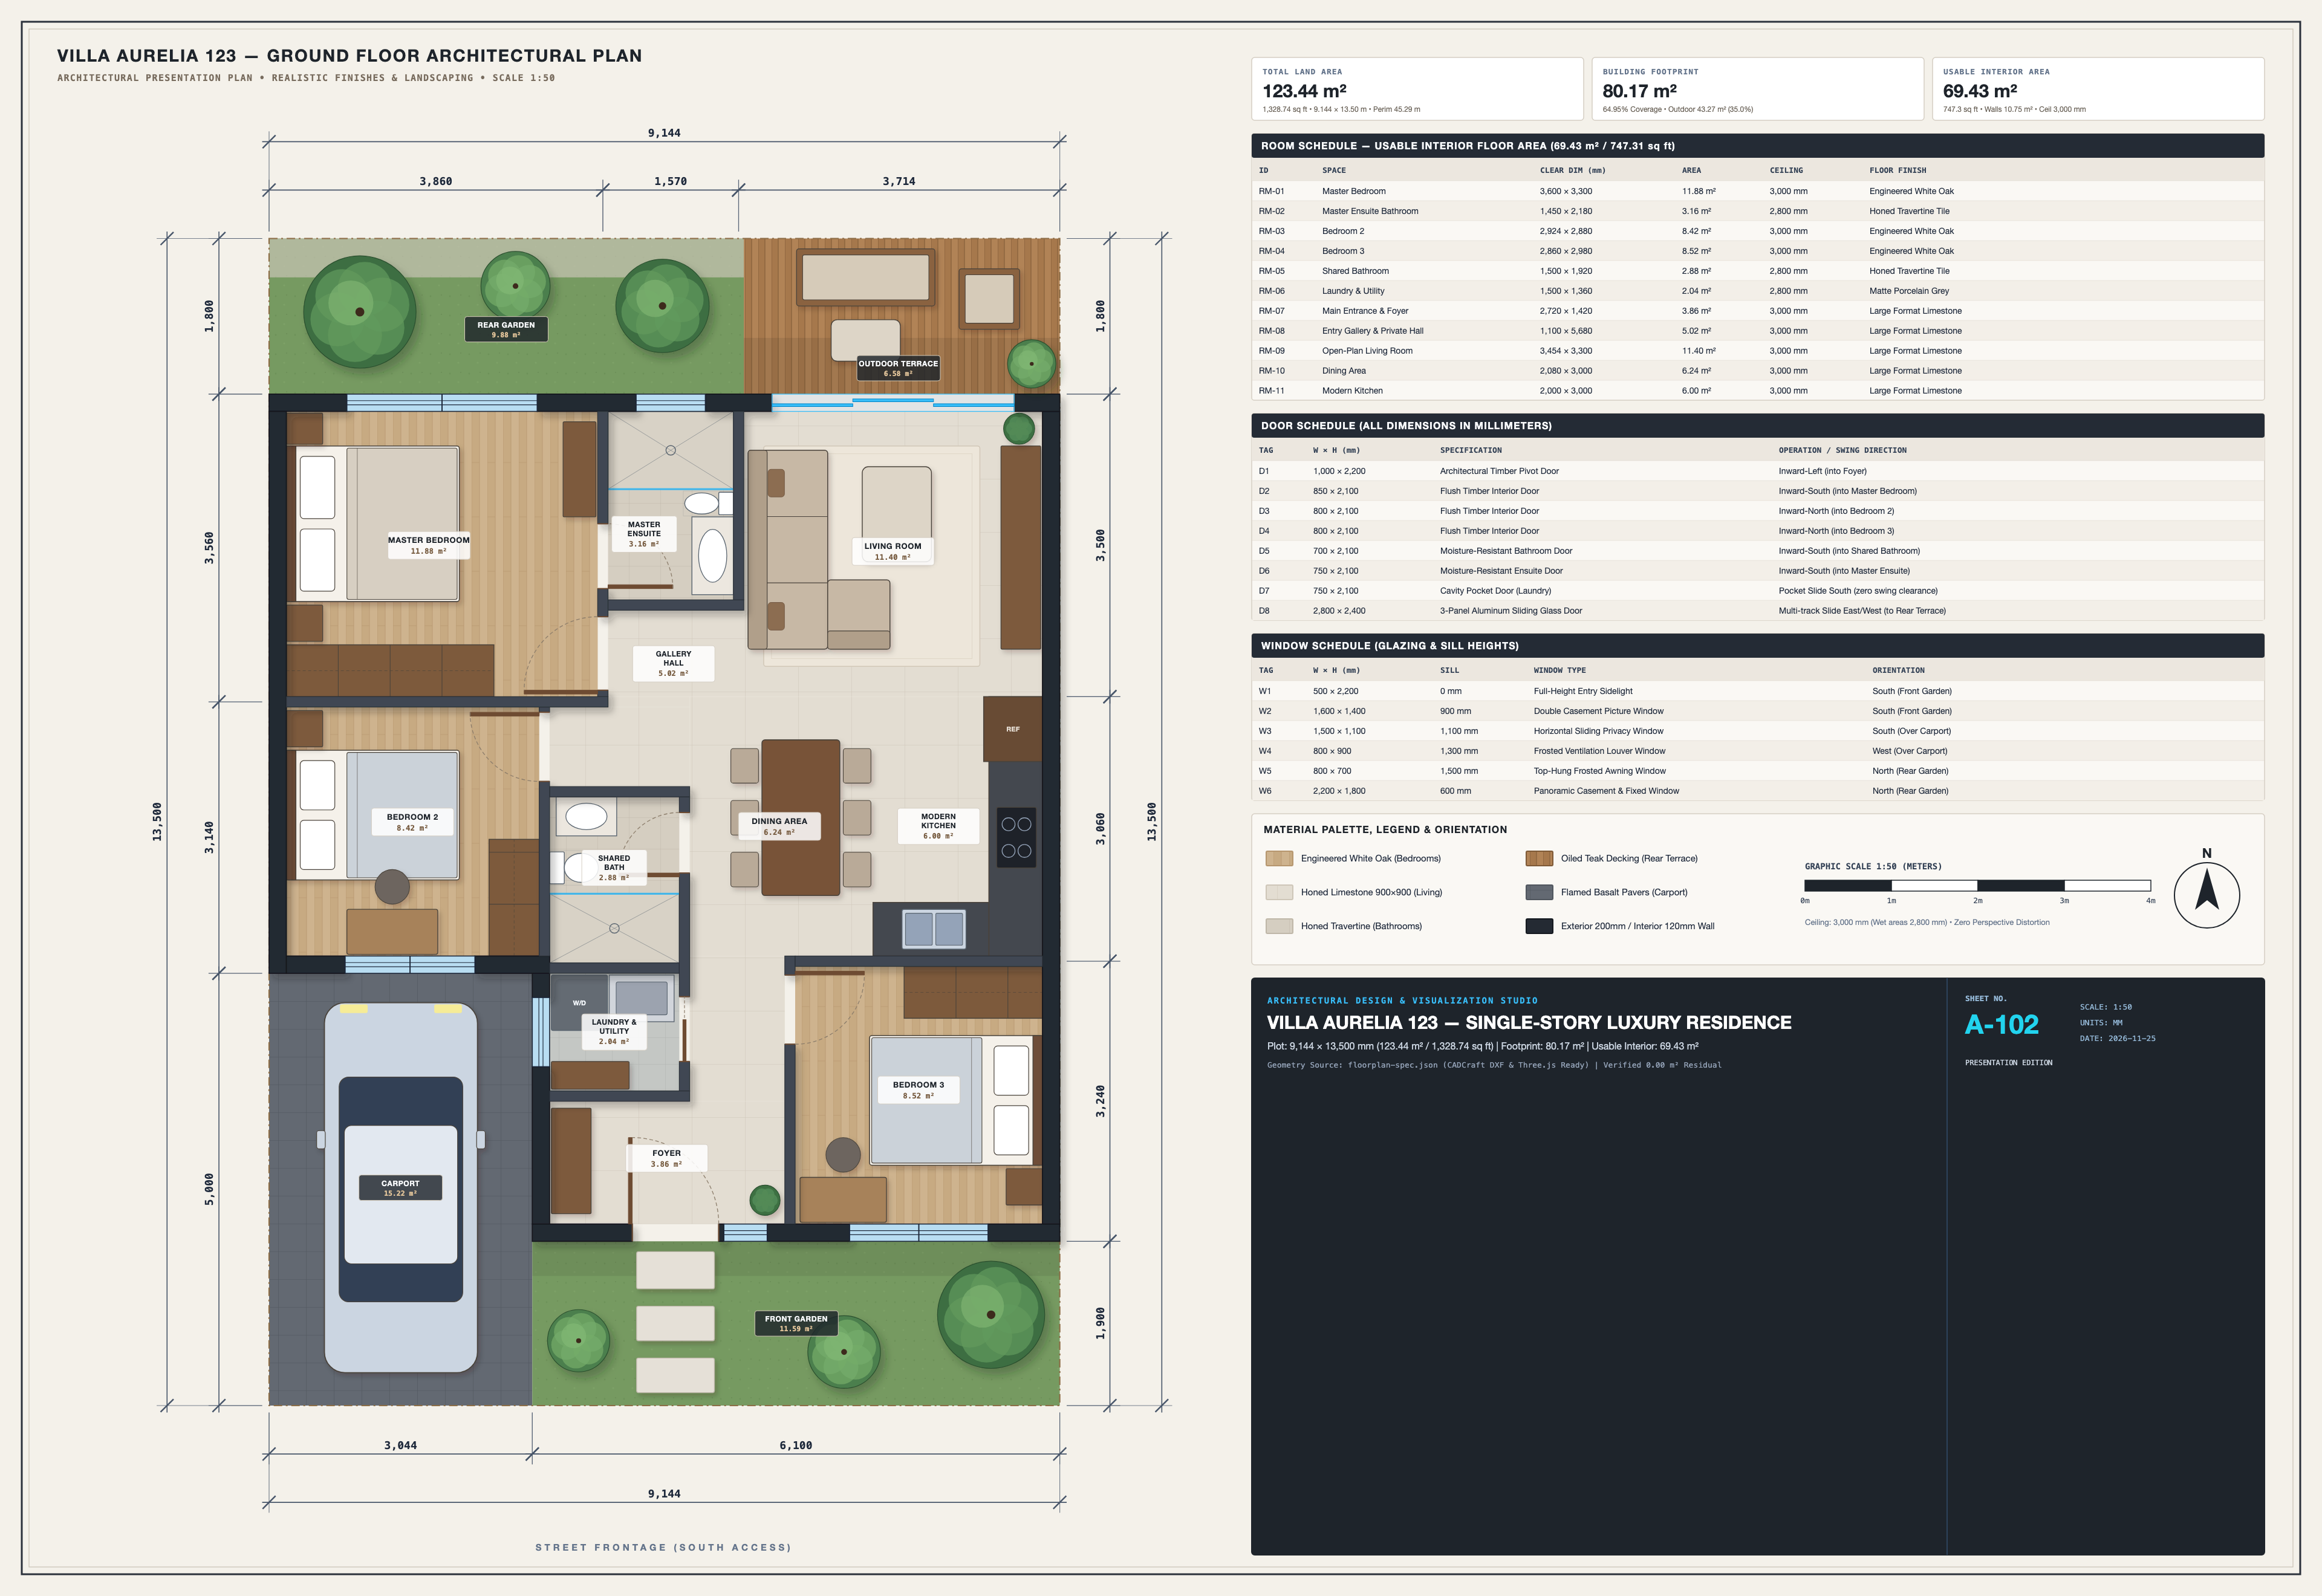 VILLA AURELIA 123 — GROUND FLOOR ARCHITECTURAL PLAN
ARCHITECTURAL PRESENTATION PLAN • REALISTIC FINISHES & LANDSCAPING • SCALE 1:50
9,144
3,860 1,570 3,714
1,800
3,560
3,140
5,000
13,500
REAR GARDEN
9.88 m²
OUTDOOR TERRACE
6.58 m²
MASTER BEDROOM
11.88 m²
MASTER
ENSUITE
3.16 m²
LIVING ROOM
11.40 m²
GALLERY
HALL
5.02 m²
REF
BEDROOM 2
8.42 m²
DINING AREA
6.24 m²
MODERN
KITCHEN
6.00 m²
SHARED
BATH
2.88 m²
W/D
LAUNDRY &
UTILITY
2.04 m²
BEDROOM 3
8.52 m²
FOYER
3.86 m²
CARPORT
15.22 m²
FRONT GARDEN
11.59 m²
1,800
3,500
3,060
3,240
1,900
13,500
3,044 6,100
9,144
STREET FRONTAGE (SOUTH ACCESS)
TOTAL LAND AREA
123.44 m²
1,328.74 sq ft • 9.144 × 13.50 m • Perim 45.29 m
BUILDING FOOTPRINT
80.17 m²
64.95% Coverage • Outdoor 43.27 m² (35.0%)
USABLE INTERIOR AREA
69.43 m²
747.3 sq ft • Walls 10.75 m² • Ceil 3,000 mm
ROOM SCHEDULE — USABLE INTERIOR FLOOR AREA (69.43 m² / 747.31 sq ft)
ID SPACE CLEAR DIM (mm) AREA CEILING FLOOR FINISH
RM-01 Master Bedroom 3,600 × 3,300 11.88 m² 3,000 mm Engineered White Oak
RM-02 Master Ensuite Bathroom 1,450 × 2,180 3.16 m² 2,800 mm Honed Travertine Tile
RM-03 Bedroom 2 2,924 × 2,880 8.42 m² 3,000 mm Engineered White Oak
RM-04 Bedroom 3 2,860 × 2,980 8.52 m² 3,000 mm Engineered White Oak
RM-05 Shared Bathroom 1,500 × 1,920 2.88 m² 2,800 mm Honed Travertine Tile
RM-06 Laundry & Utility 1,500 × 1,360 2.04 m² 2,800 mm Matte Porcelain Grey
RM-07 Main Entrance & Foyer 2,720 × 1,420 3.86 m² 3,000 mm Large Format Limestone
RM-08 Entry Gallery & Private Hall 1,100 × 5,680 5.02 m² 3,000 mm Large Format Limestone
RM-09 Open-Plan Living Room 3,454 × 3,300 11.40 m² 3,000 mm Large Format Limestone
RM-10 Dining Area 2,080 × 3,000 6.24 m² 3,000 mm Large Format Limestone
RM-11 Modern Kitchen 2,000 × 3,000 6.00 m² 3,000 mm Large Format Limestone
DOOR SCHEDULE (ALL DIMENSIONS IN MILLIMETERS)
TAG W × H (mm) SPECIFICATION OPERATION / SWING DIRECTION
D1 1,000 × 2,200 Architectural Timber Pivot Door Inward-Left (into Foyer)
D2 850 × 2,100 Flush Timber Interior Door Inward-South (into Master Bedroom)
D3 800 × 2,100 Flush Timber Interior Door Inward-North (into Bedroom 2)
D4 800 × 2,100 Flush Timber Interior Door Inward-North (into Bedroom 3)
D5 700 × 2,100 Moisture-Resistant Bathroom Door Inward-South (into Shared Bathroom)
D6 750 × 2,100 Moisture-Resistant Ensuite Door Inward-South (into Master Ensuite)
D7 750 × 2,100 Cavity Pocket Door (Laundry) Pocket Slide South (zero swing clearance)
D8 2,800 × 2,400 3-Panel Aluminum Sliding Glass Door Multi-track Slide East/West (to Rear Terrace)
WINDOW SCHEDULE (GLAZING & SILL HEIGHTS)
TAG W × H (mm) SILL WINDOW TYPE ORIENTATION
W1 500 × 2,200 0 mm Full-Height Entry Sidelight South (Front Garden)
W2 1,600 × 1,400 900 mm Double Casement Picture Window South (Front Garden)
W3 1,500 × 1,100 1,100 mm Horizontal Sliding Privacy Window South (Over Carport)
W4 800 × 900 1,300 mm Frosted Ventilation Louver Window West (Over Carport)
W5 800 × 700 1,500 mm Top-Hung Frosted Awning Window North (Rear Garden)
W6 2,200 × 1,800 600 mm Panoramic Casement & Fixed Window North (Rear Garden)
MATERIAL PALETTE, LEGEND & ORIENTATION
Engineered White Oak (Bedrooms)
Oiled Teak Decking (Rear Terrace)
Honed Limestone 900×900 (Living)
Flamed Basalt Pavers (Carport)
Honed Travertine (Bathrooms)
Exterior 200mm / Interior 120mm Wall
GRAPHIC SCALE 1:50 (METERS)
0m 1m 2m 3m 4m
Ceiling: 3,000 mm (Wet areas 2,800 mm) • Zero Perspective Distortion
N
ARCHITECTURAL DESIGN & VISUALIZATION STUDIO
VILLA AURELIA 123 — SINGLE-STORY LUXURY RESIDENCE
Plot: 9,144 × 13,500 mm (123.44 m² / 1,328.74 sq ft) | Footprint: 80.17 m² | Usable Interior: 69.43 m²
Geometry Source: floorplan-spec.json (CADCraft DXF & Three.js Ready) | Verified 0.00 m² Residual
SHEET NO.
A-102
PRESENTATION EDITION
SCALE: 1:50
UNITS: MM
DATE: 2026-11-25